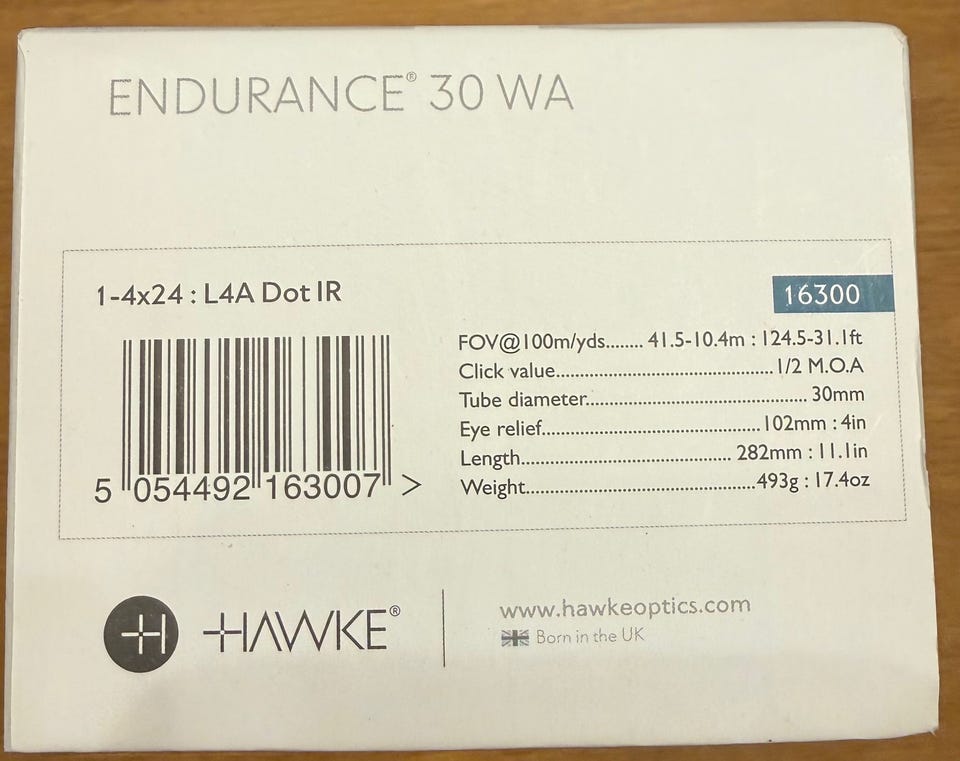 ENDURANCE® 30 WA
1-4x24 : L4A Dot IR
16300
FOV@100m/yds........ 41.5-10.4m : 124.5-31.1ft
Click value.................................................1/2 M.O.A
Tube diameter.................................................. 30mm
Eye relief..................................................102mm : 4in
Length................................................ 282mm : 11.1in
Weight....................................................493g : 17.4oz
5 054492 163007 >
H HAWKE®
www.hawkeoptics.com
Born in the UK